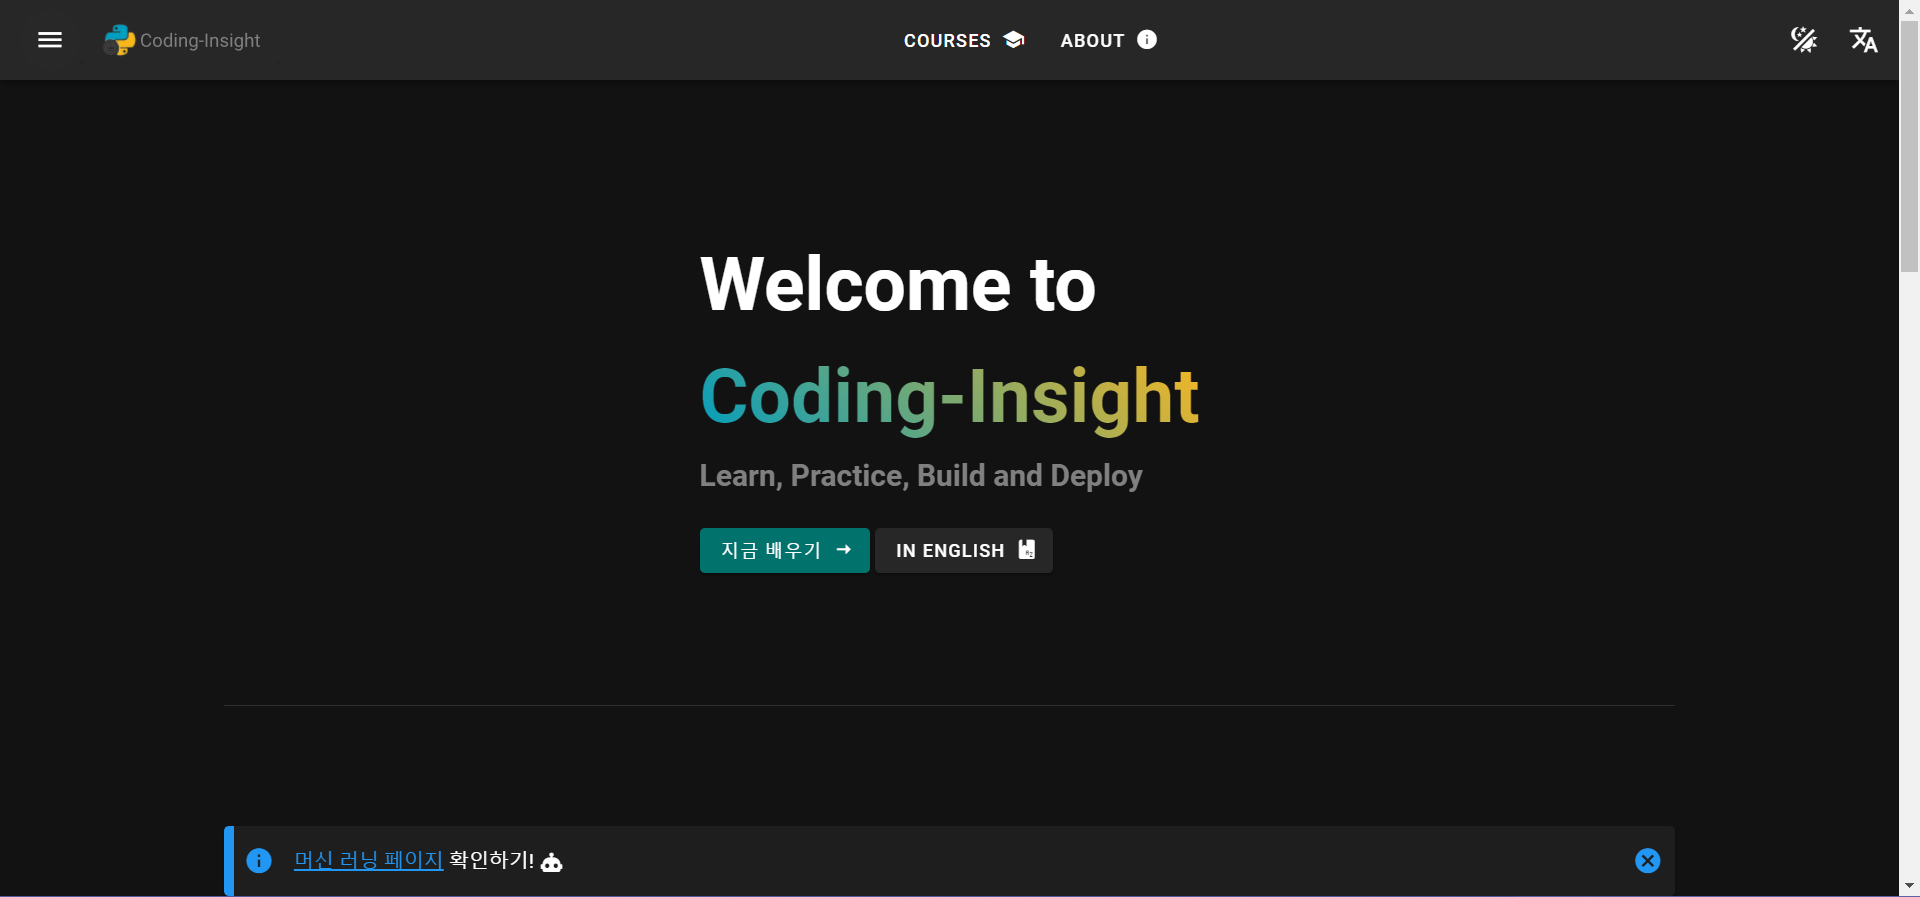 Coding-Insight
COURSES
ABOUT
Welcome to
Coding-Insight
Learn, Practice, Build and Deploy
지금 배우기
IN ENGLISH
머신 러닝 페이지 확인하기!